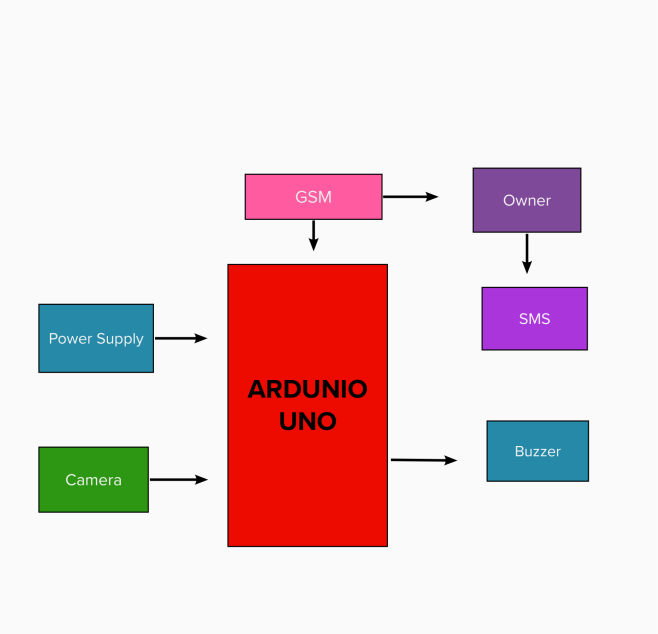 GSM
Owner
Power Supply
SMS
ARDUNIO
UNO
Camera
Buzzer